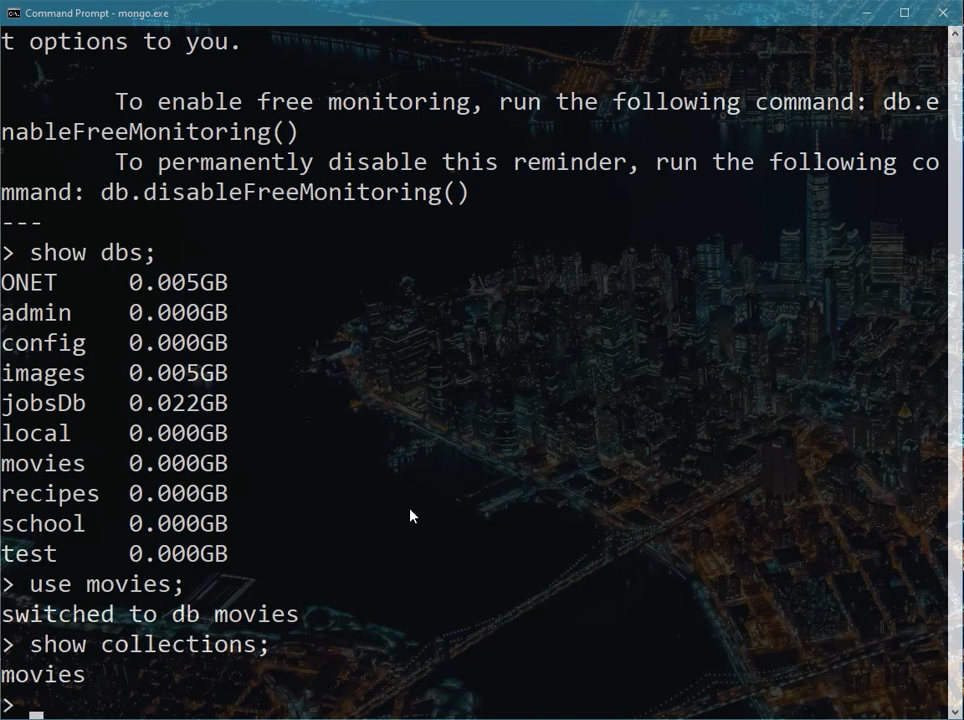 Command Prompt - mongo.exe
t options to you.
To enable free monitoring, run the following command: db.e
nableFreeMonitoring()
To permanently disable this reminder, run the following co
mmand: db.disableFreeMonitoring()
---
> show dbs;
ONET 0.005GB
admin 0.000GB
config 0.000GB
images 0.005GB
jobsDb 0.022GB
local 0.000GB
movies 0.000GB
recipes 0.000GB
school 0.000GB
test 0.000GB
> use movies;
switched to db movies
> show collections;
movies
>